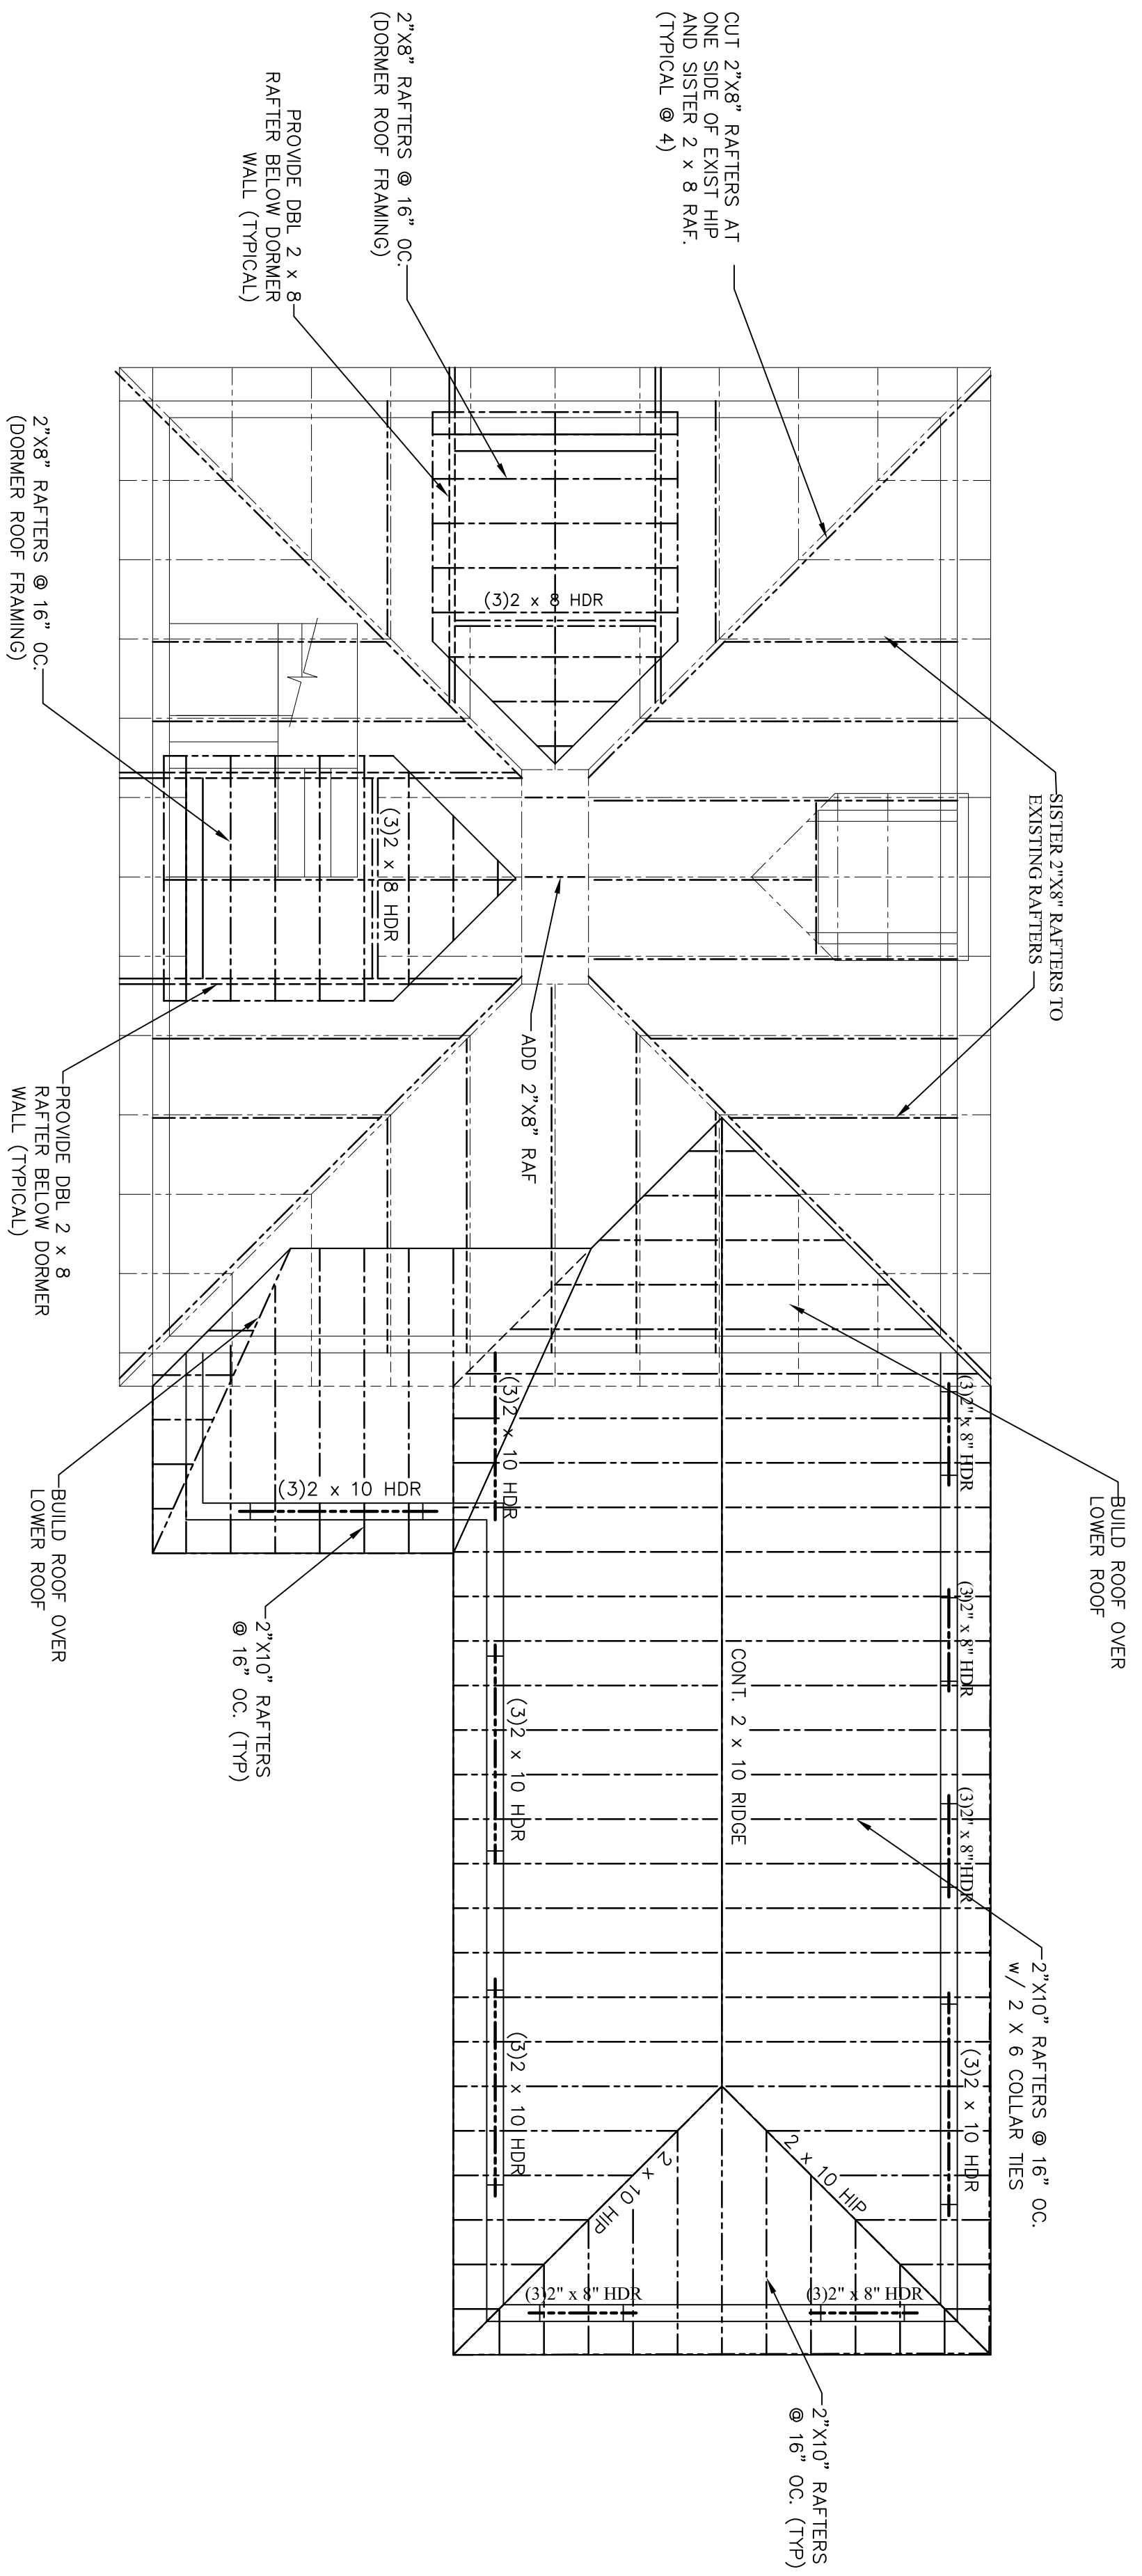 CUT 2"X8" RAFTERS AT
ONE SIDE OF EXIST HIP
AND SISTER 2 x 8 RAF.
(TYPICAL @ 4)
2"X8" RAFTERS @ 16" OC.
(DORMER ROOF FRAMING)
PROVIDE DBL 2 x 8
RAFTER BELOW DORMER
WALL (TYPICAL)
2"X8" RAFTERS @ 16" OC.
(DORMER ROOF FRAMING)
(3)2 x 8 HDR
(3)2 x 8 HDR
SISTER 2"X8" RAFTERS TO
EXISTING RAFTERS
ADD 2"X8" RAF
PROVIDE DBL 2 x 8
RAFTER BELOW DORMER
WALL (TYPICAL)
BUILD ROOF OVER
LOWER ROOF
(3)2" x 8" HDR
(3)2 x 10 HDR
(3)2 x 10 HDR
BUILD ROOF OVER
LOWER ROOF
(3)2" x 8" HDR
2"X10" RAFTERS
@ 16" OC. (TYP)
CONT. 2 x 10 RIDGE
(3)2 x 10 HDR
(3)2" x 8" HDR
2"X10" RAFTERS @ 16" OC.
w/ 2 X 6 COLLAR TIES
(3)2 x 10 HDR
(3)2 x 10 HDR
2 x 10 HIP
2 x 10 HIP
(3)2" x 8" HDR
(3)2" x 8" HDR
2"X10" RAFTERS
@ 16" OC. (TYP)